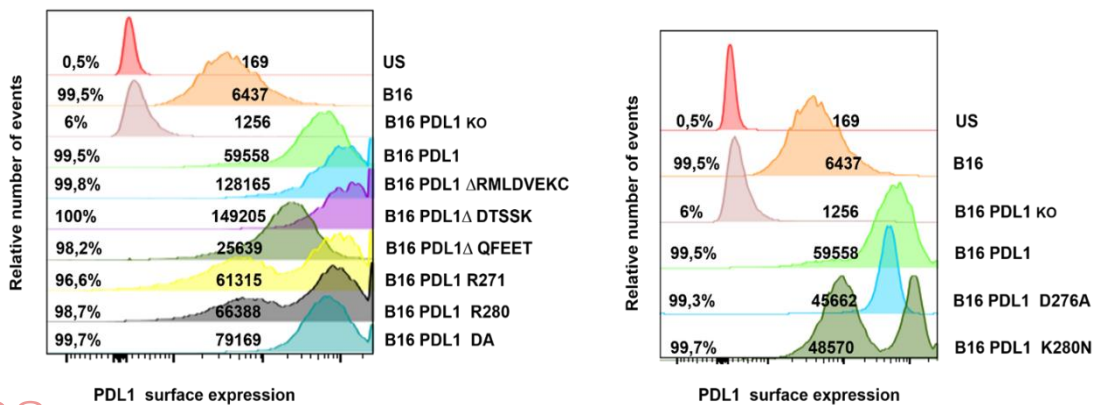 Relative number of events
0,5% 169 US
99,5% 6437 B16
6% 1256 B16 PDL1 KO
99,5% 59558 B16 PDL1
99,8% 128165 B16 PDL1 ΔRMLDVEKC
100% 149205 B16 PDL1Δ DTSSK
98,2% 25639 B16 PDL1Δ QFEET
96,6% 61315 B16 PDL1 R271
98,7% 66388 B16 PDL1 R280
99,7% 79169 B16 PDL1 DA
PDL1 surface expression
Relative number of events
0,5% 169 US
99,5% 6437 B16
6% 1256 B16 PDL1 KO
99,5% 59558 B16 PDL1
99,3% 45662 B16 PDL1 D276A
99,7% 48570 B16 PDL1 K280N
PDL1 surface expression